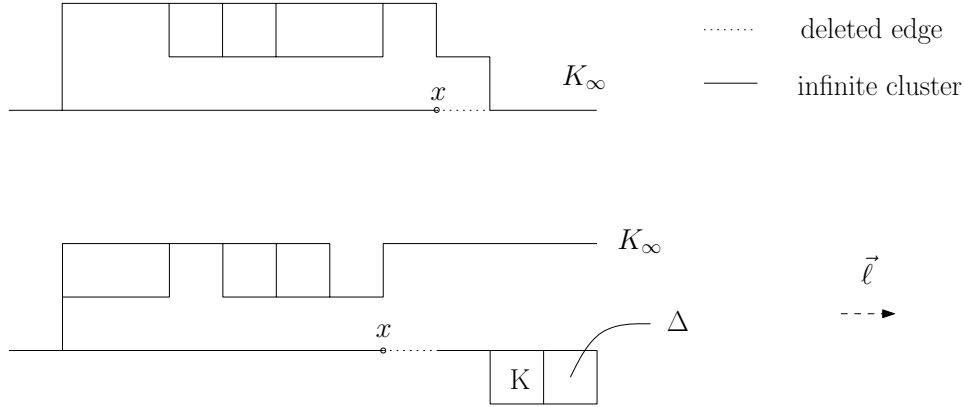 deleted edge
K∞
infinite cluster
x
K∞
ℓ⃗
x
Δ
K